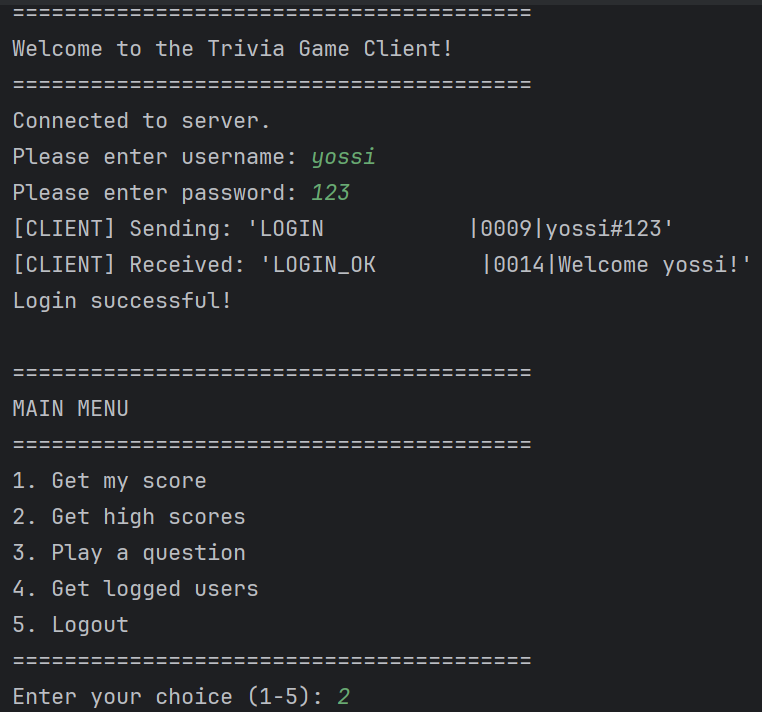 ========================================
Welcome to the Trivia Game Client!
========================================
Connected to server.
Please enter username: yossi
Please enter password: 123
[CLIENT] Sending: 'LOGIN           |0009|yossi#123'
[CLIENT] Received: 'LOGIN_OK        |0014|Welcome yossi!'
Login successful!

========================================
MAIN MENU
========================================
1. Get my score
2. Get high scores
3. Play a question
4. Get logged users
5. Logout
========================================
Enter your choice (1-5): 2